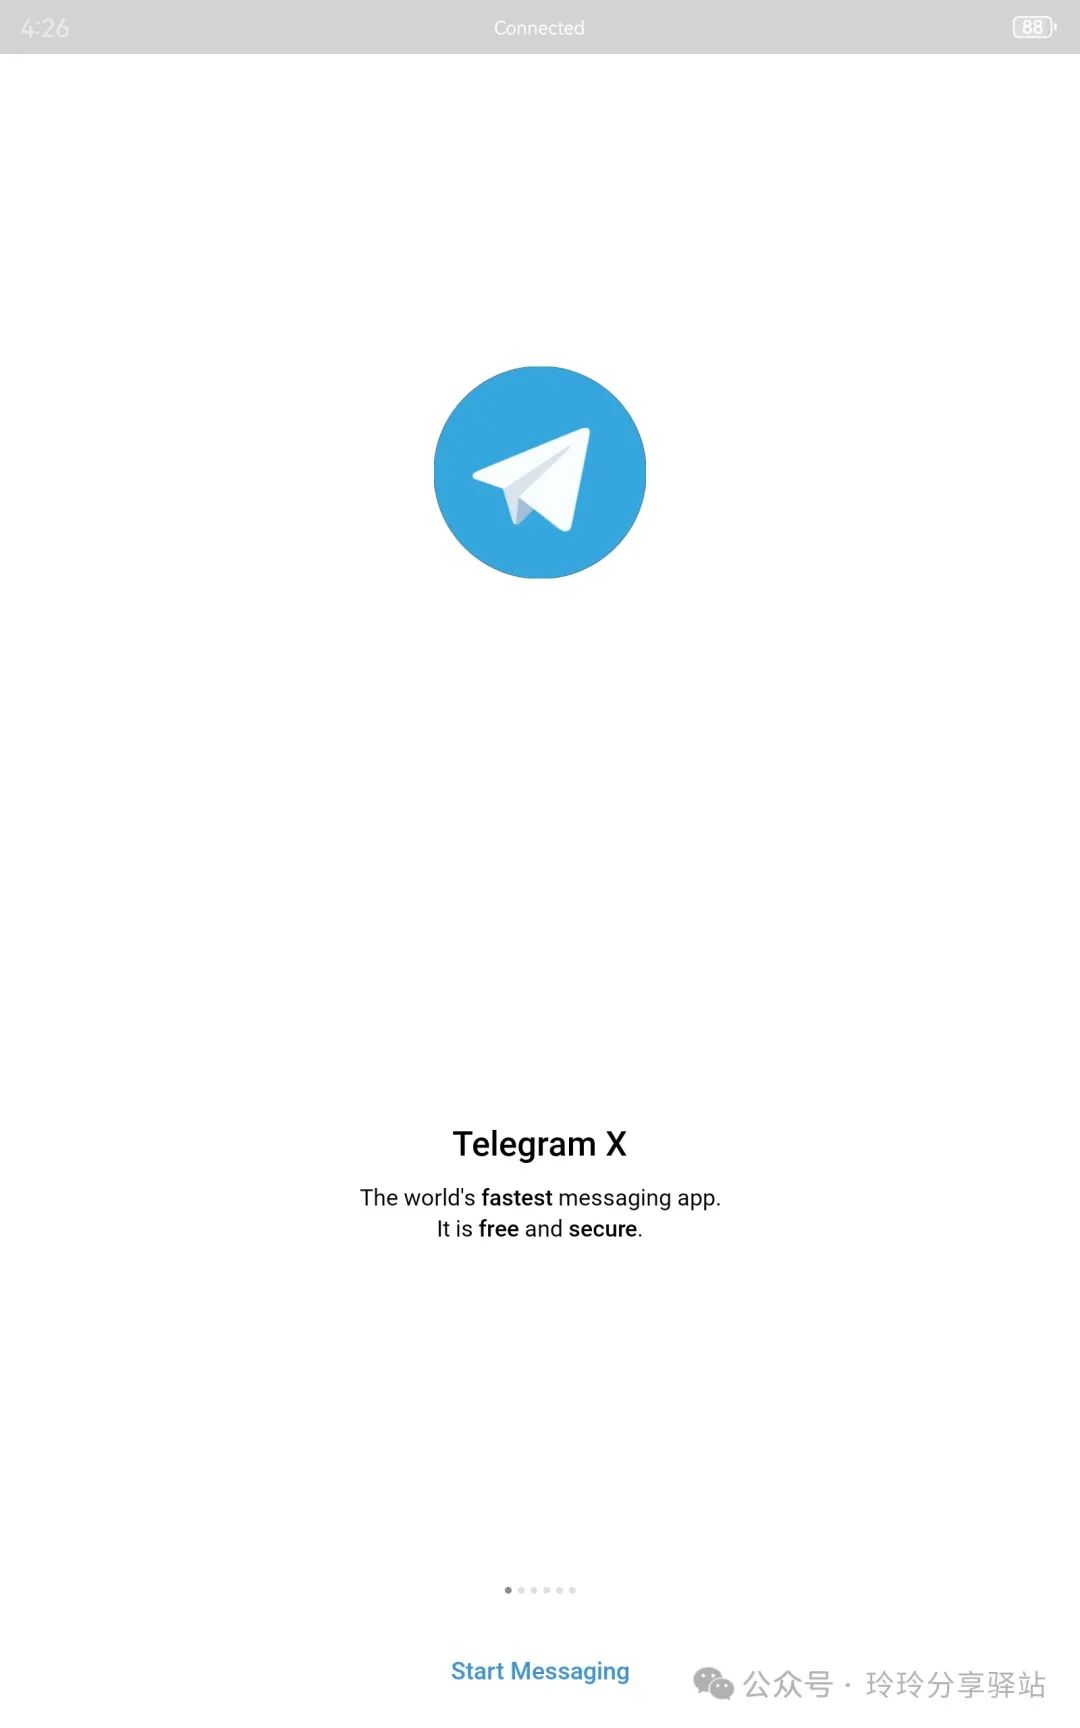 4:26
Connected
88
Telegram X
The world's fastest messaging app.
It is free and secure.
Start Messaging
公众号 · 玲玲分享驿站